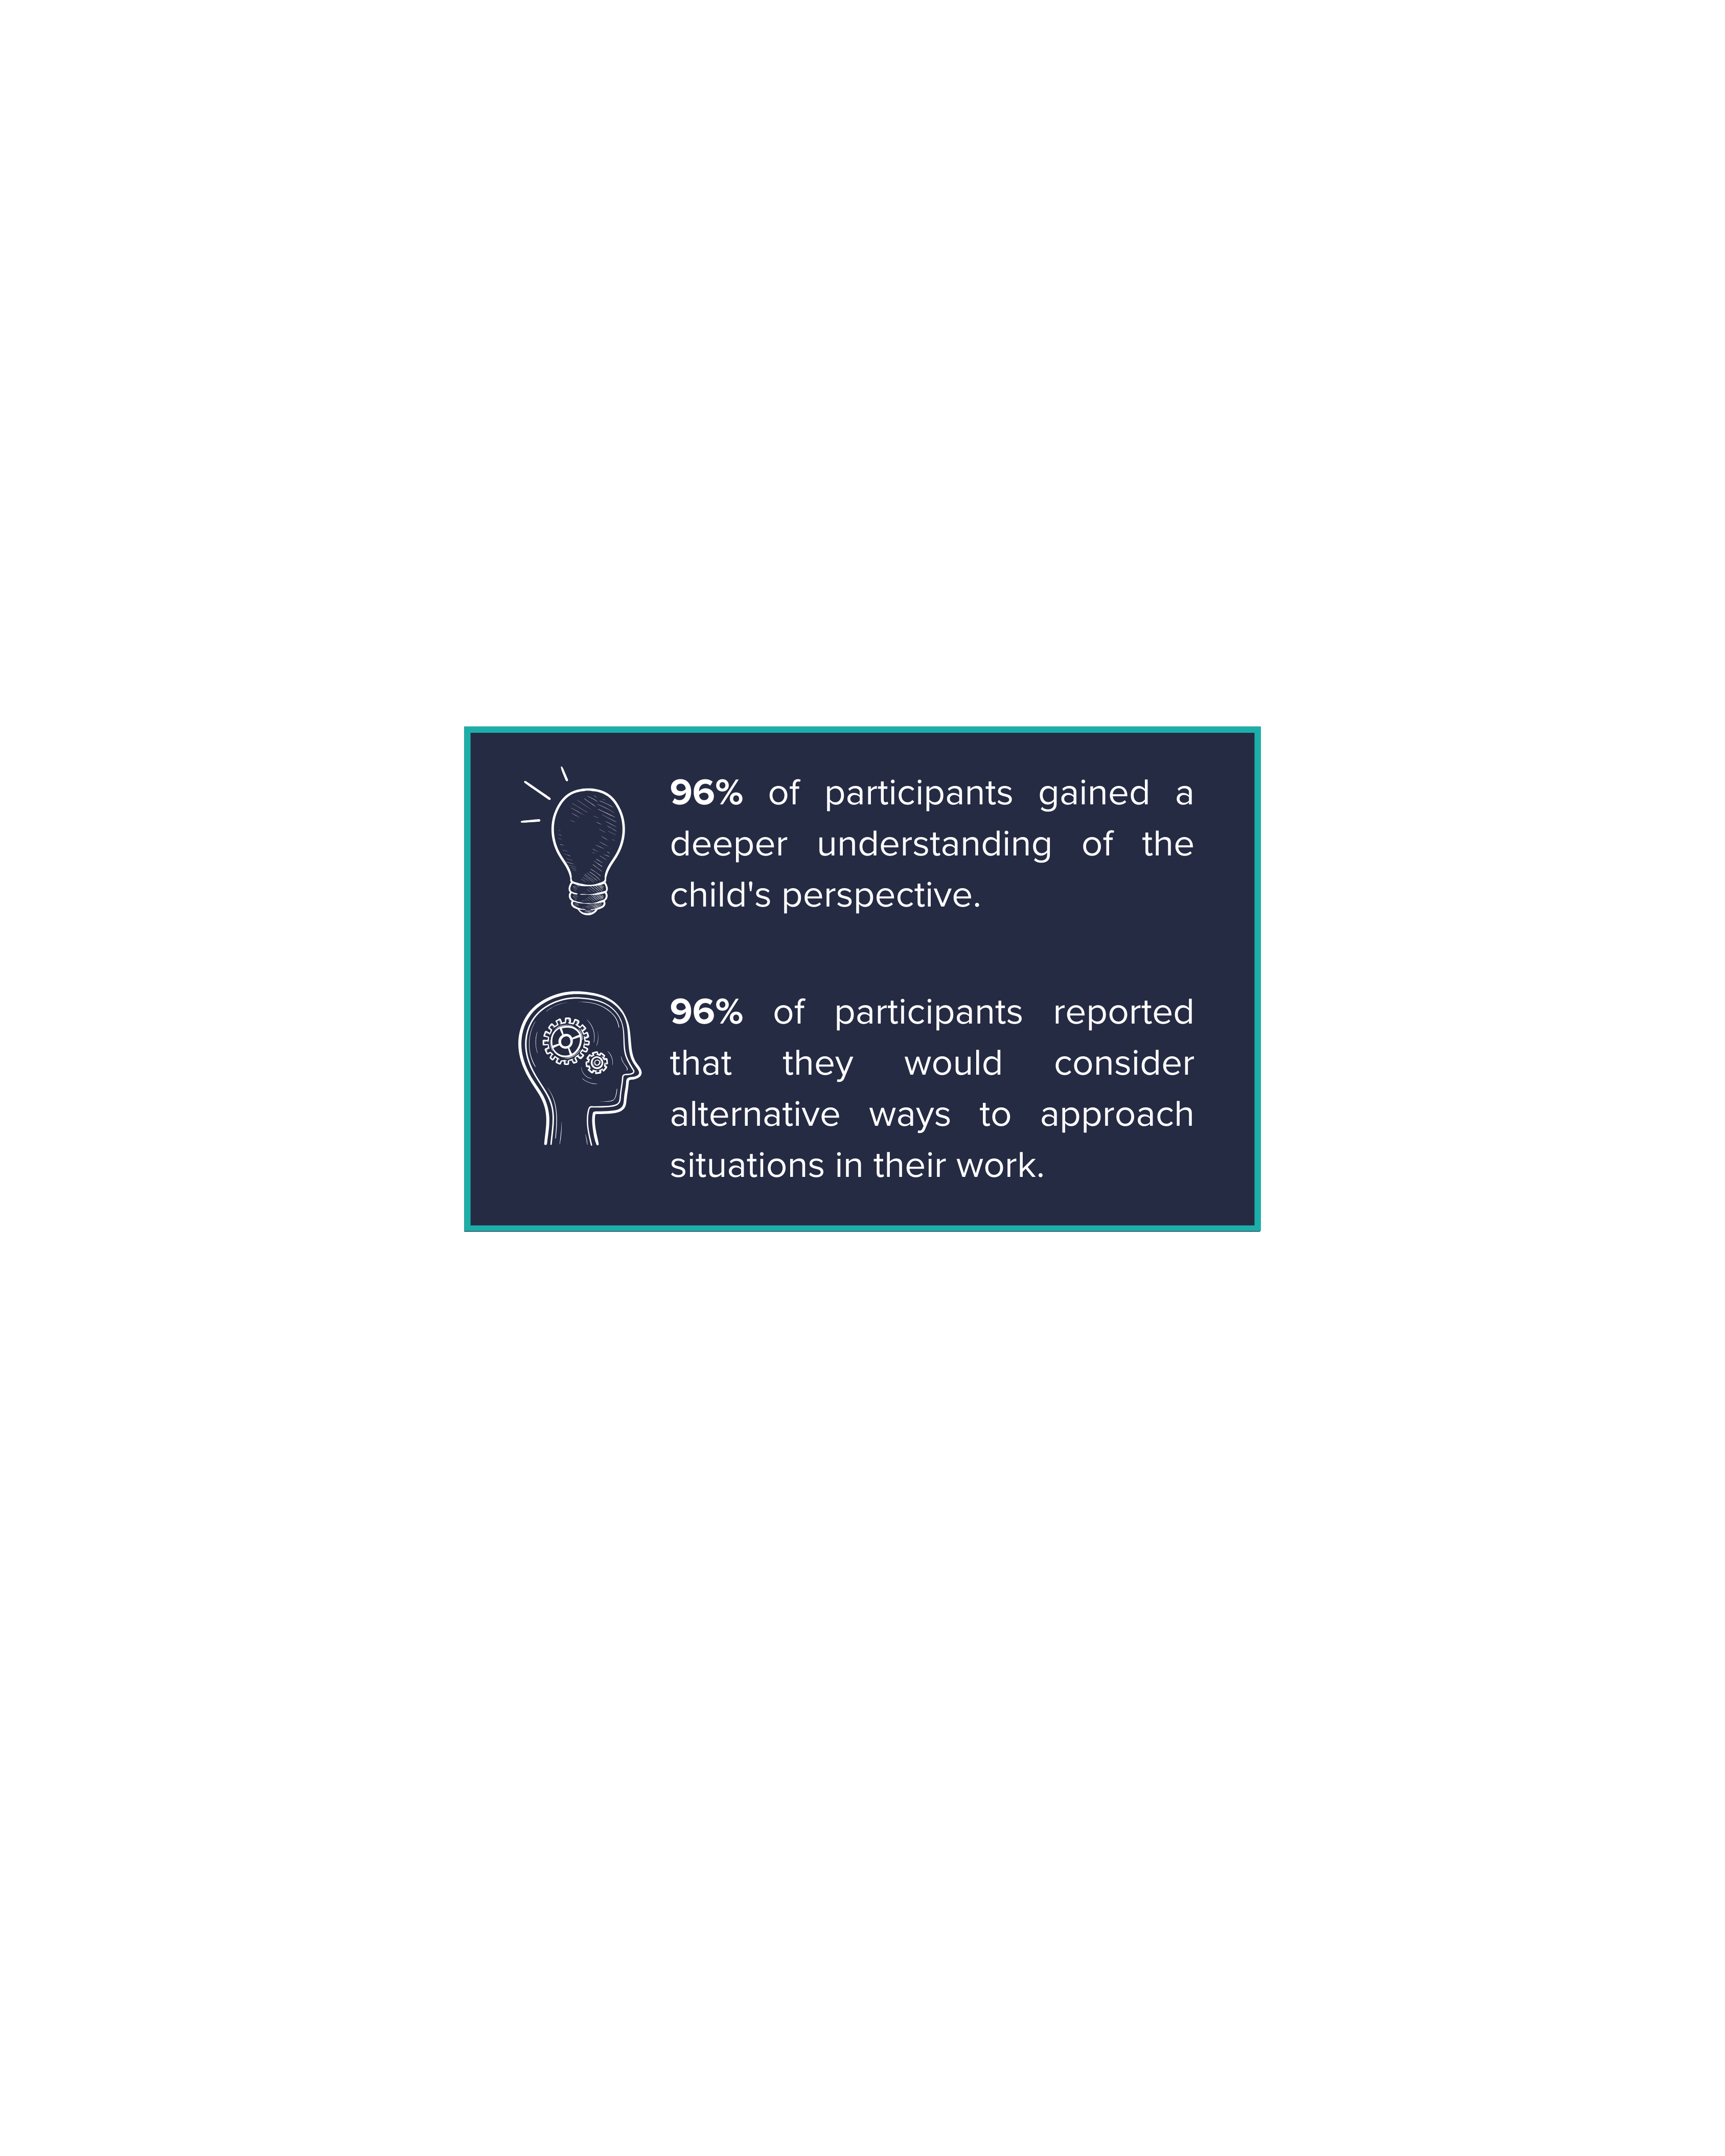 96% of participants gained a
deeper understanding of the
child's perspective.
96% of participants reported
that they would consider
alternative ways to approach
situations in their work.